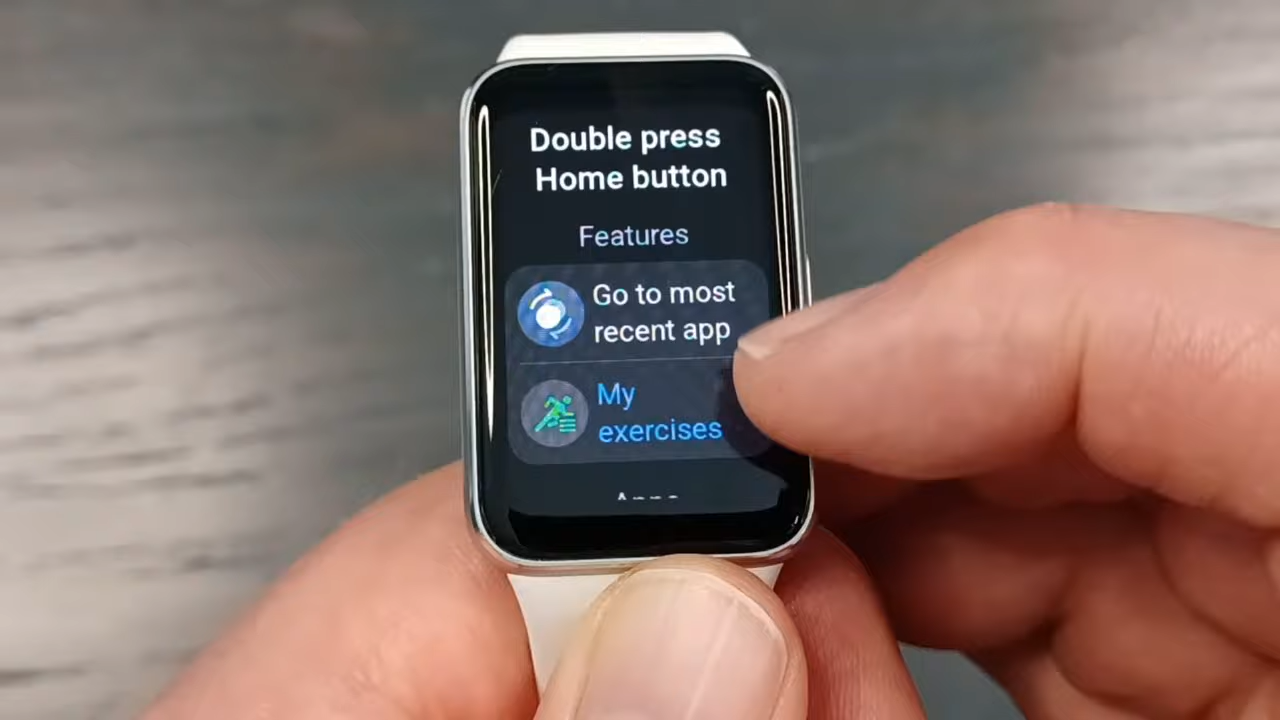 Double press
Home button
Features
Go to most
recent app
My
exercises